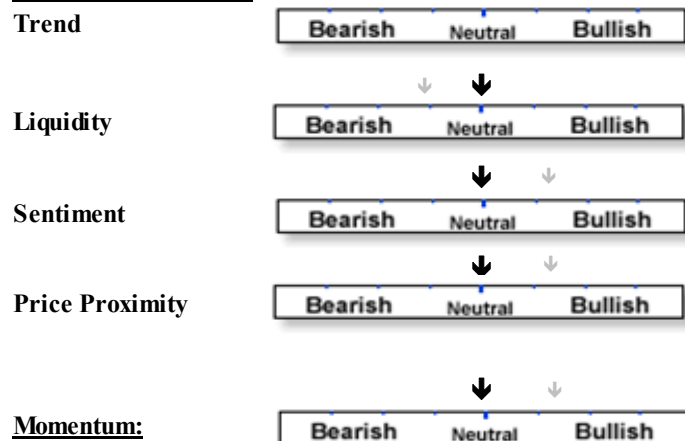 Trend Bearish Neutral Bullish
Liquidity Bearish Neutral Bullish
Sentiment Bearish Neutral Bullish
Price Proximity Bearish Neutral Bullish
Momentum: Bearish Neutral Bullish